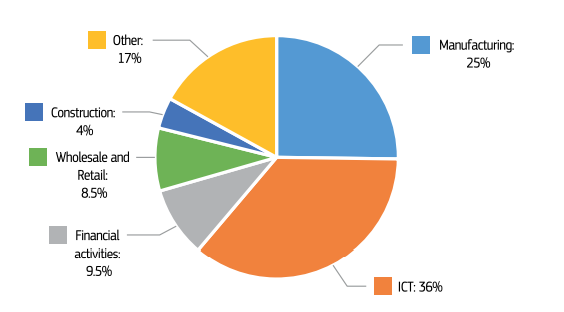 Other:
17%
Manufacturing:
25%
Construction:
4%
Wholesale and
Retail:
8.5%
Financial
activities:
9.5%
ICT: 36%